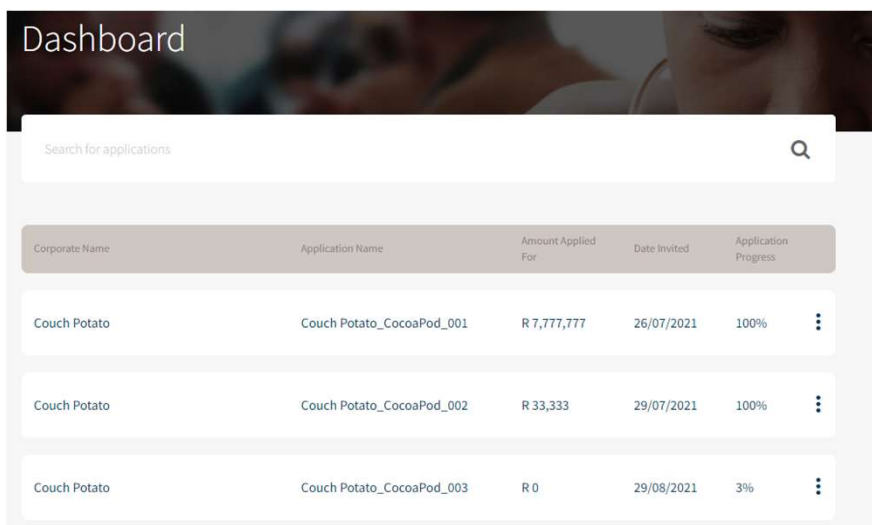 Dashboard
Search for applications
Corporate Name Application Name Amount Applied For Date Invited Application Progress
Couch Potato Couch Potato_CocoaPod_001 R 7,777,777 26/07/2021 100%
Couch Potato Couch Potato_CocoaPod_002 R 33,333 29/07/2021 100%
Couch Potato Couch Potato_CocoaPod_003 R 0 29/08/2021 3%